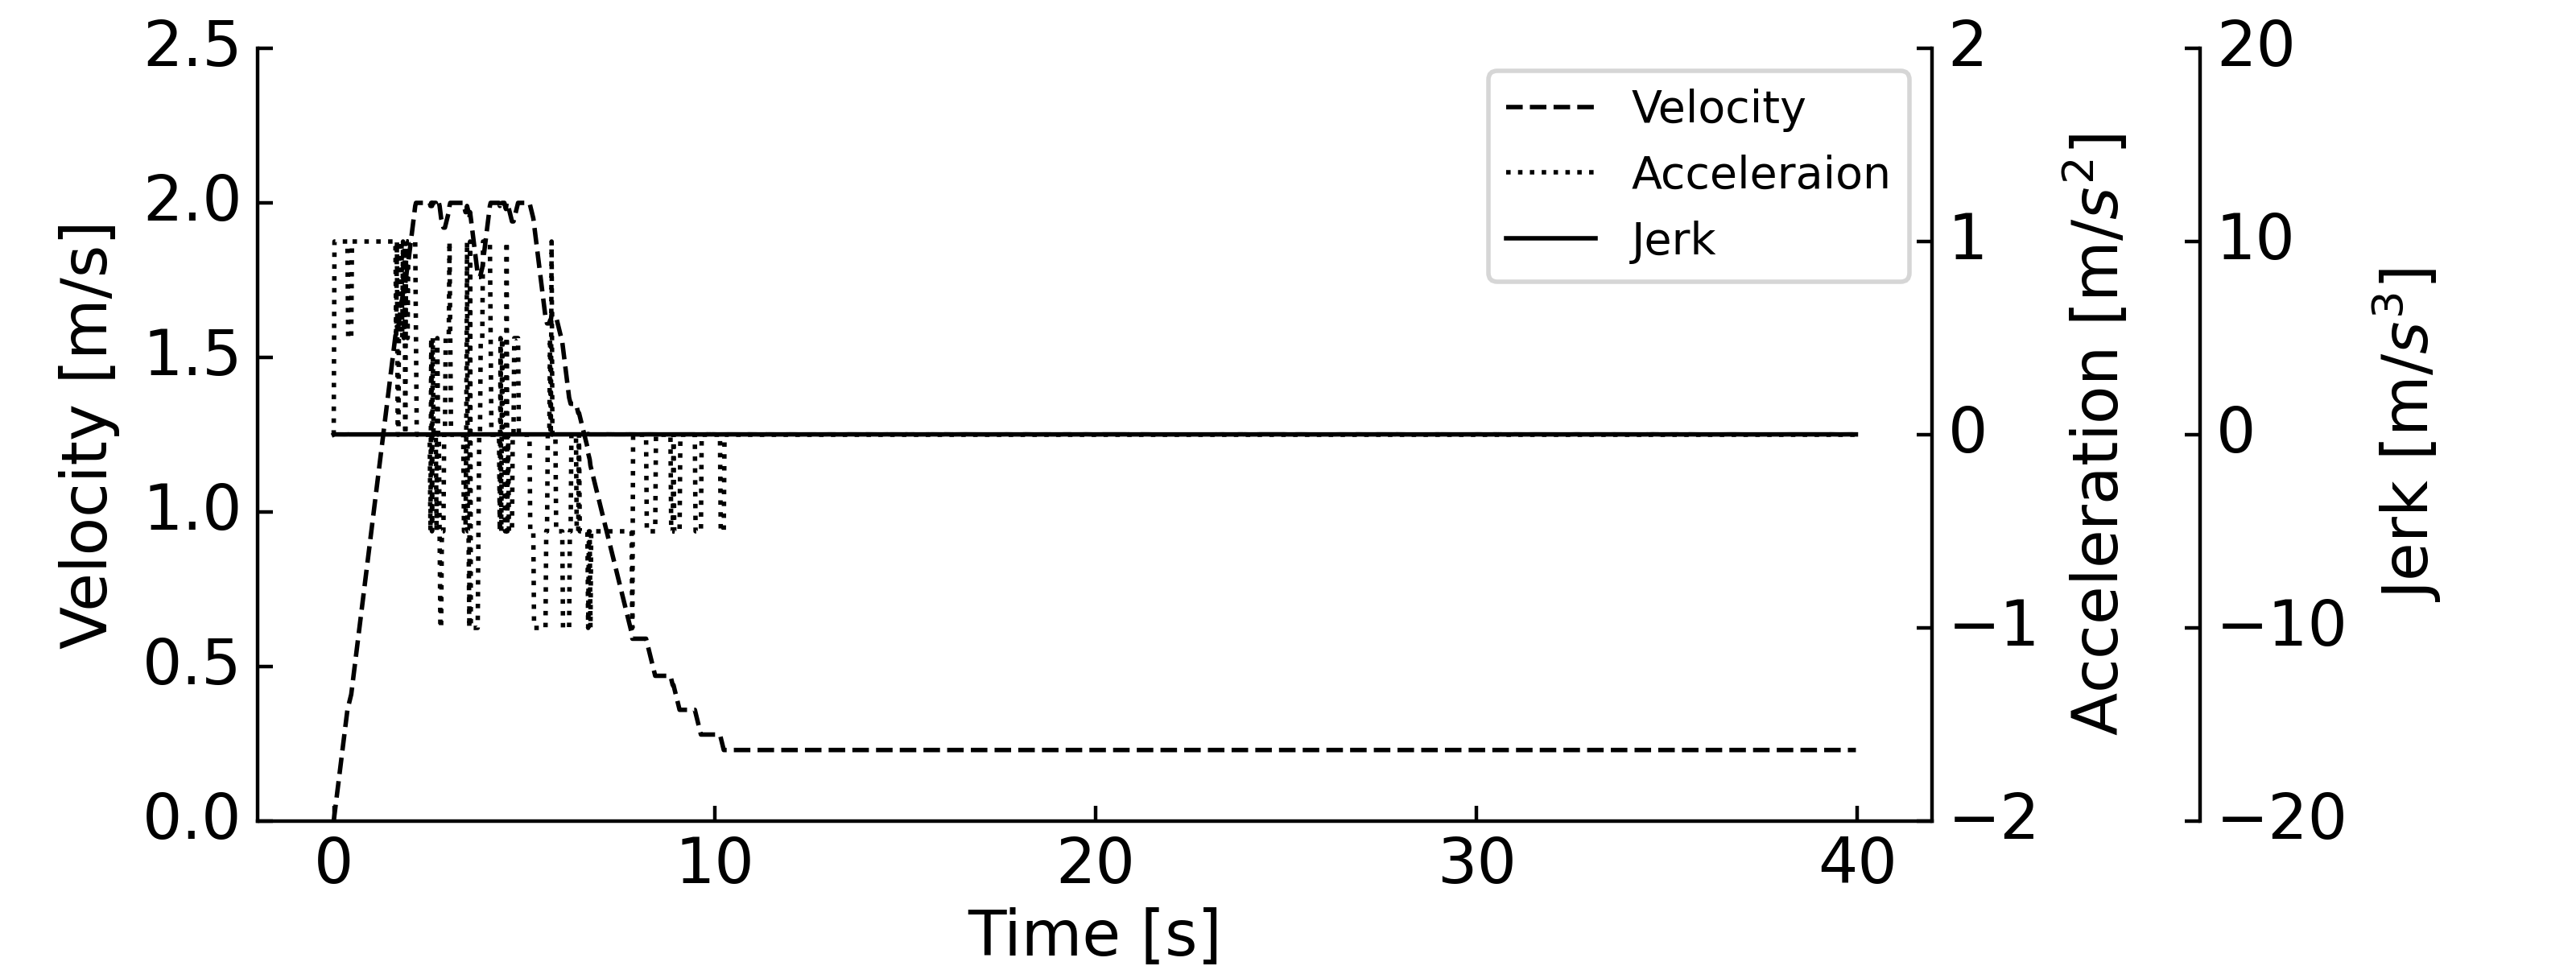 Velocity [m/s]
2.5
2.0
1.5
1.0
0.5
0.0
0 10 20 30 40
Time [s]
Velocity
Acceleraion
Jerk
2
1
0
−1
−2
Acceleration [m/s²]
20
10
0
−10
−20
Jerk [m/s³]